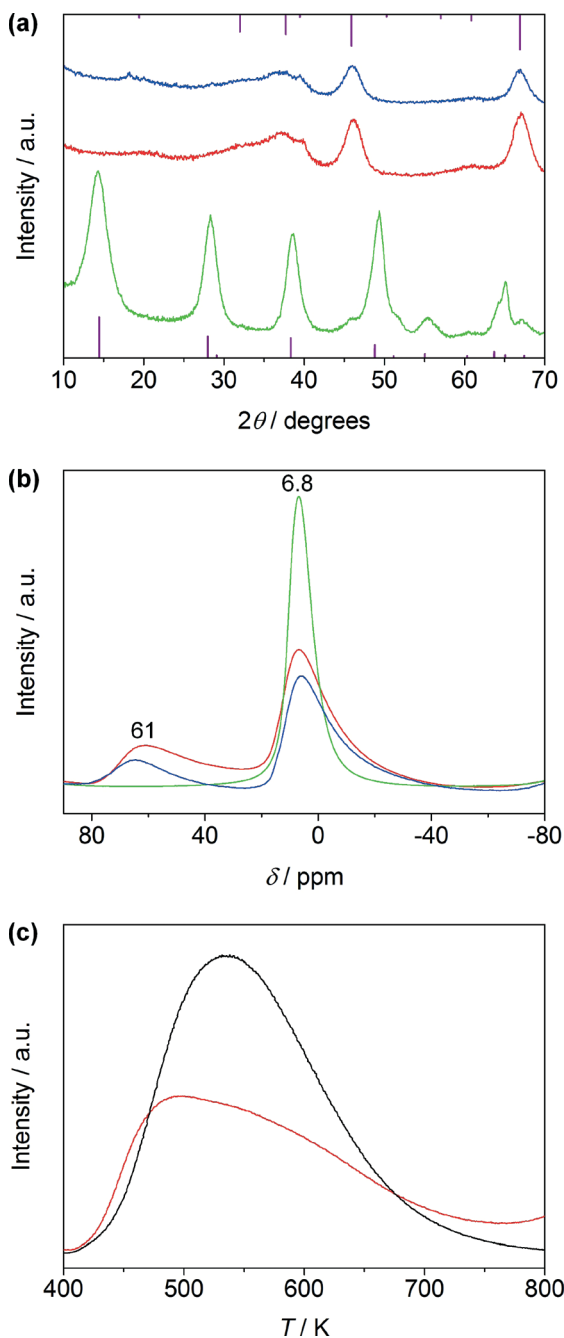 (a)
Intensity / a.u.
10 20 30 40 50 60 70
2θ / degrees
(b)
6.8
61
Intensity / a.u.
80 40 0 -40 -80
δ / ppm
(c)
Intensity / a.u.
400 500 600 700 800
T / K